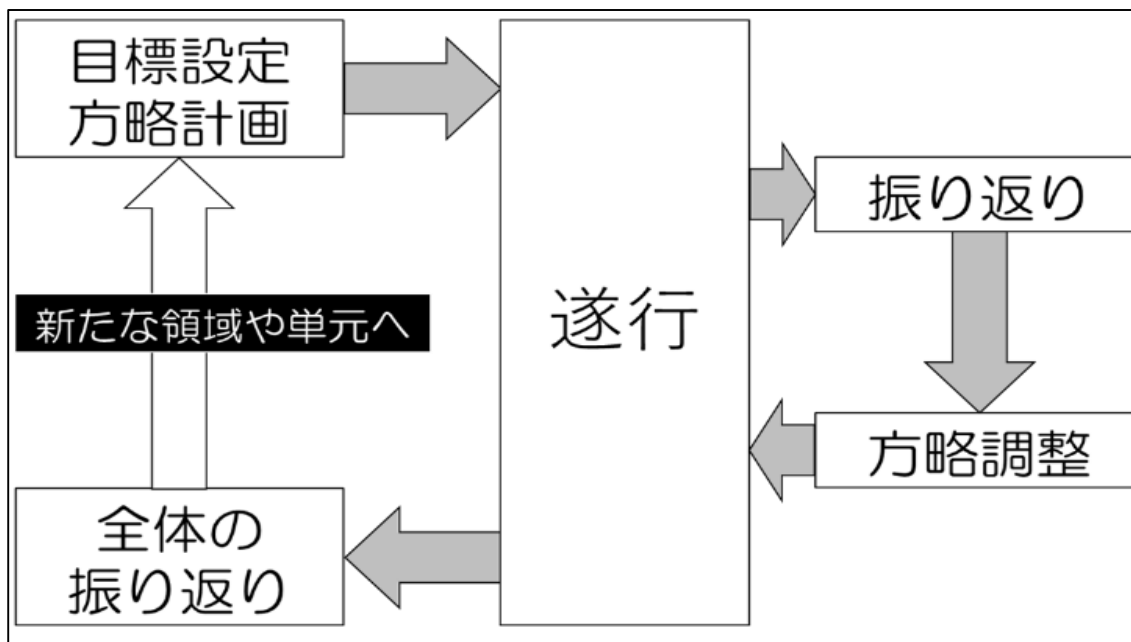 目標設定
方略計画
遂行
振り返り
方略調整
新たな領域や単元へ
全体の
振り返り